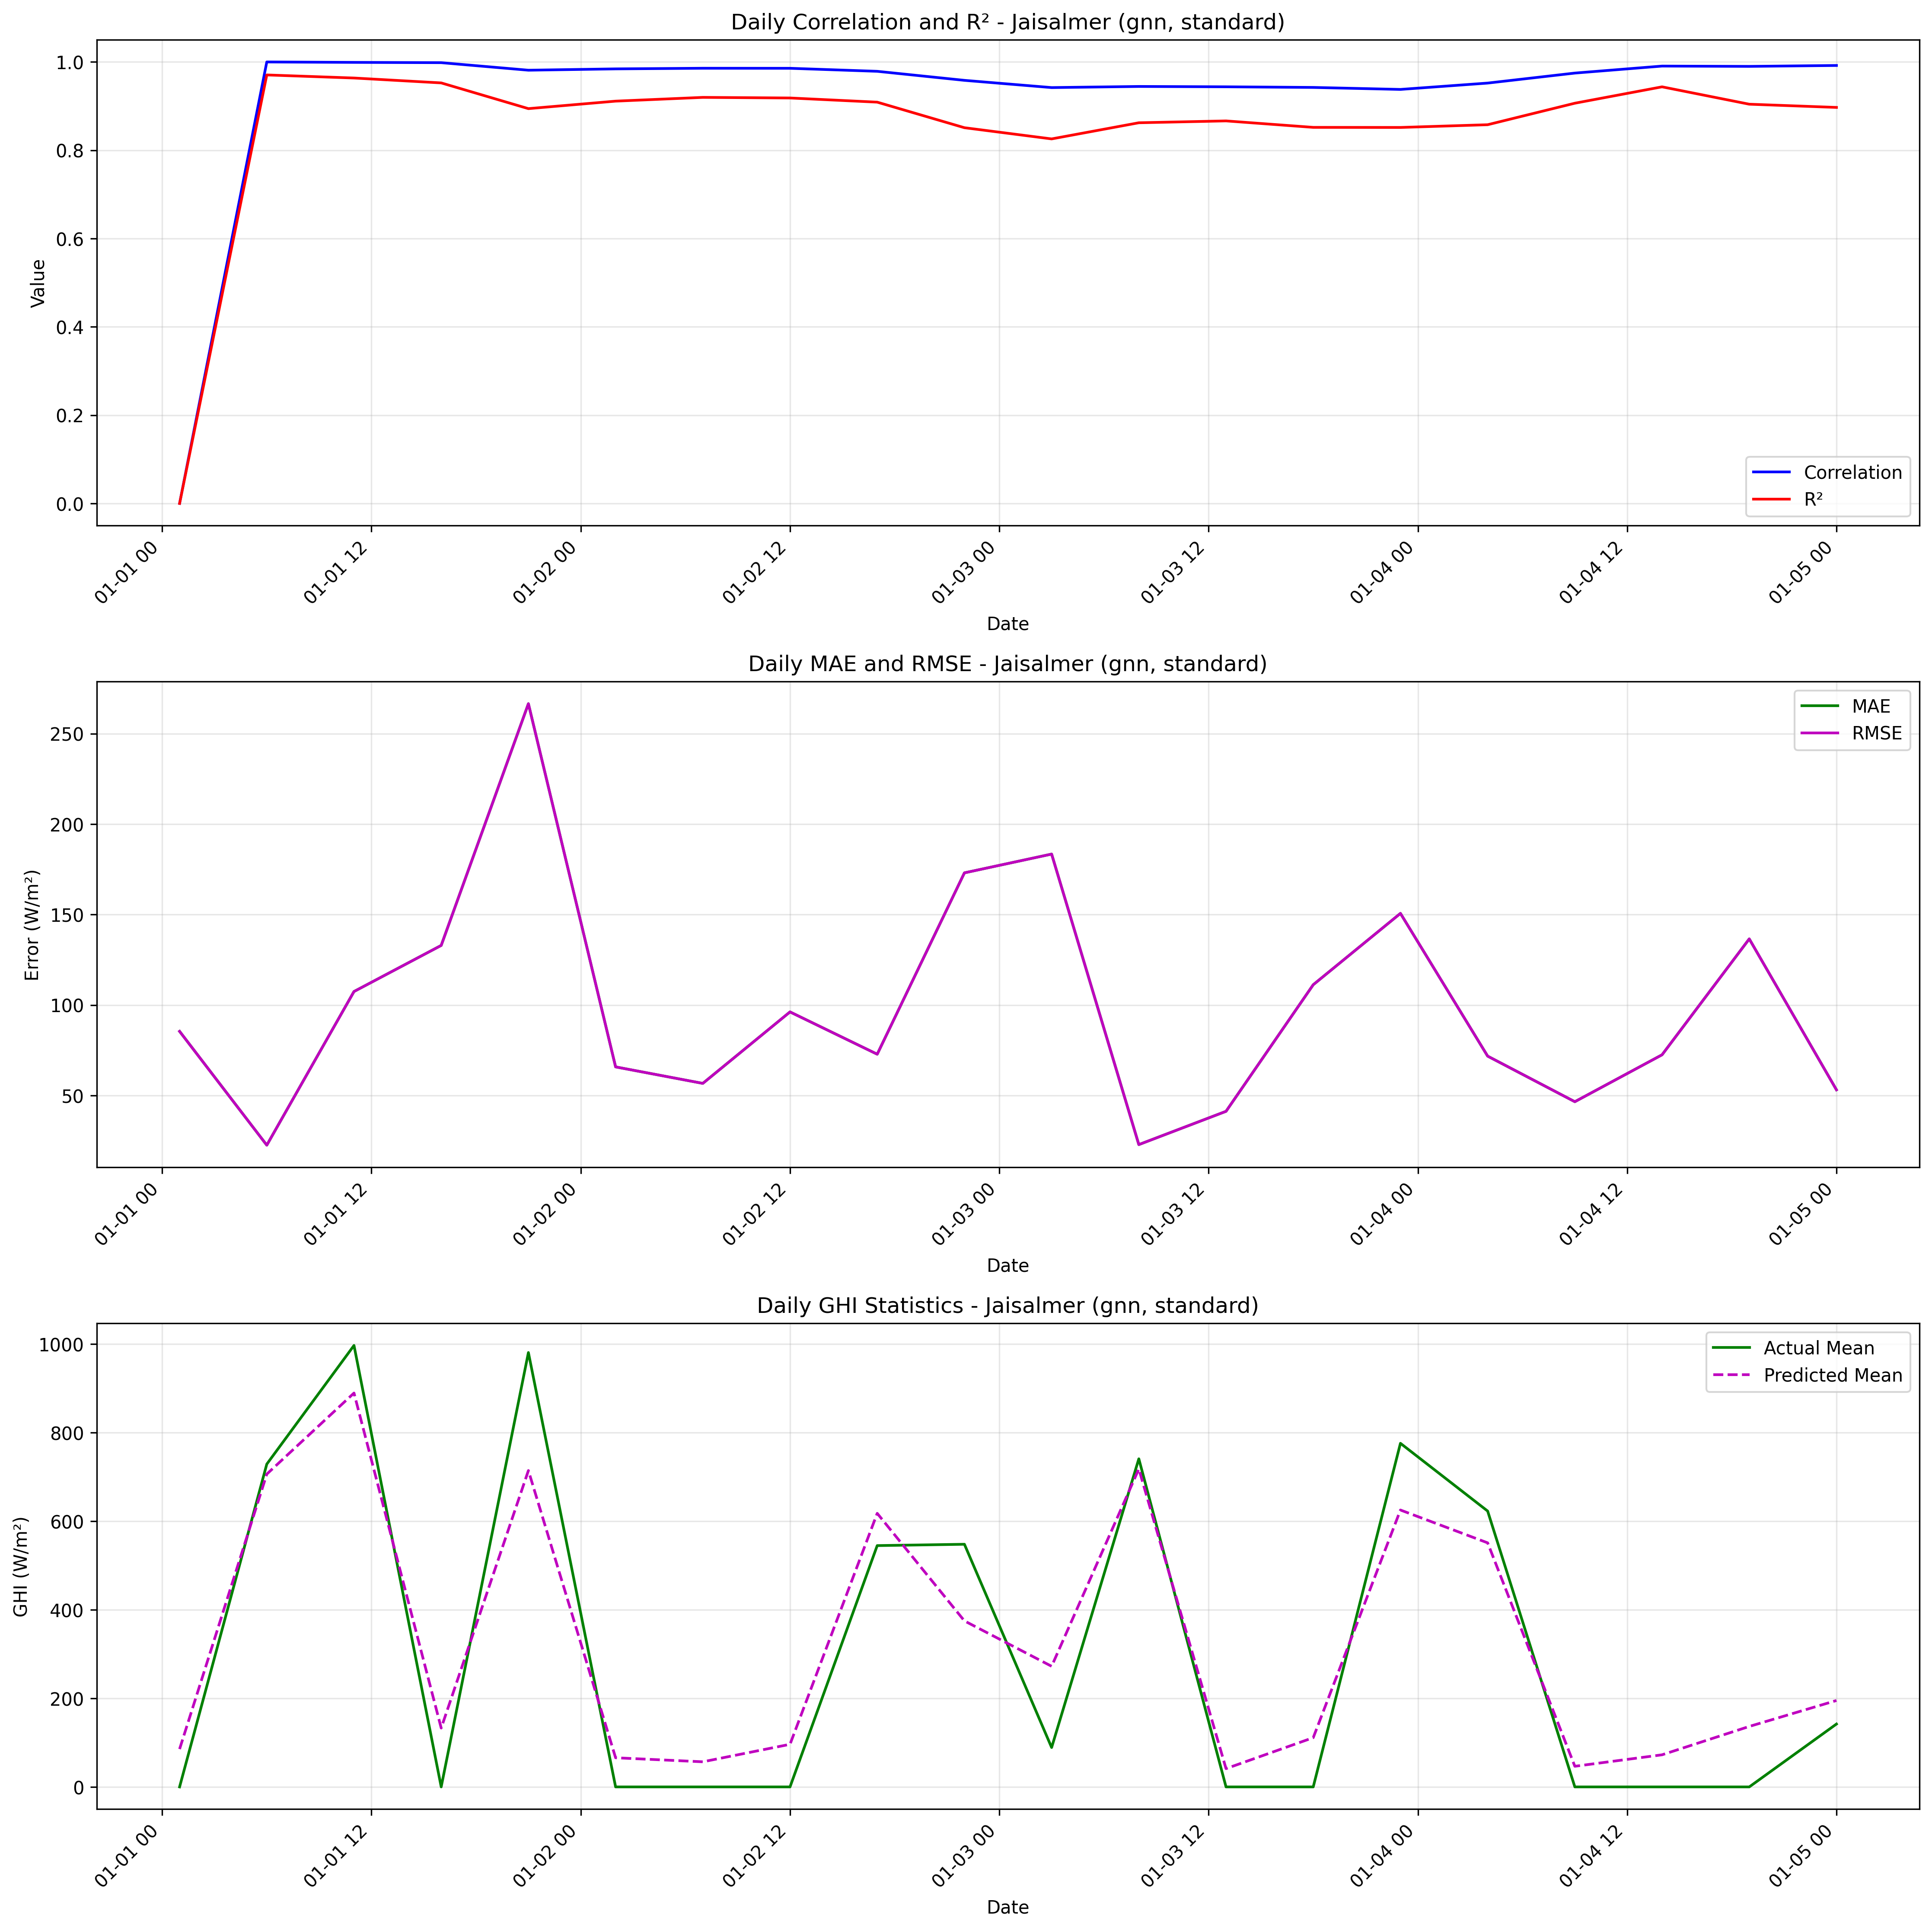 Daily Correlation and R² - Jaisalmer (gnn, standard)
Value
1.0
0.8
0.6
0.4
0.2
0.0
Correlation
R²
01-01 00
01-01 12
01-02 00
01-02 12
01-03 00
01-03 12
01-04 00
01-04 12
01-05 00
Date
Daily MAE and RMSE - Jaisalmer (gnn, standard)
Error (W/m²)
250
200
150
100
50
MAE
RMSE
01-01 00
01-01 12
01-02 00
01-02 12
01-03 00
01-03 12
01-04 00
01-04 12
01-05 00
Date
Daily GHI Statistics - Jaisalmer (gnn, standard)
GHI (W/m²)
1000
800
600
400
200
0
Actual Mean
Predicted Mean
01-01 00
01-01 12
01-02 00
01-02 12
01-03 00
01-03 12
01-04 00
01-04 12
01-05 00
Date